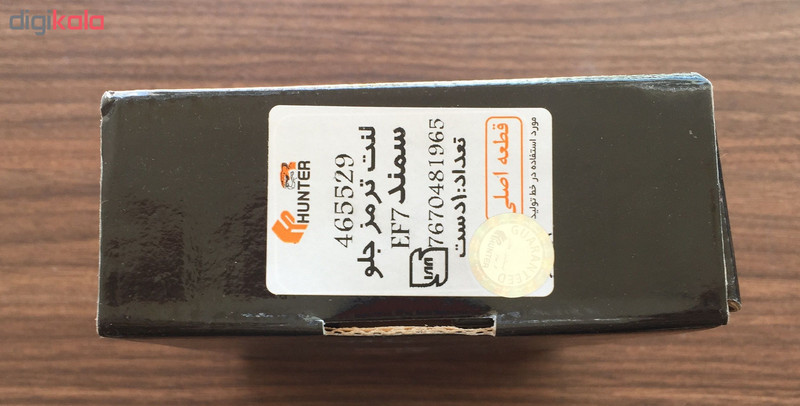 digikala
HUNTER
465529
لنت ترمز جلو
سمند EF7
7670481965
تعداد:1دست
قطعه اصلی
مورد استفاده در خط تولید
GUARANTEED